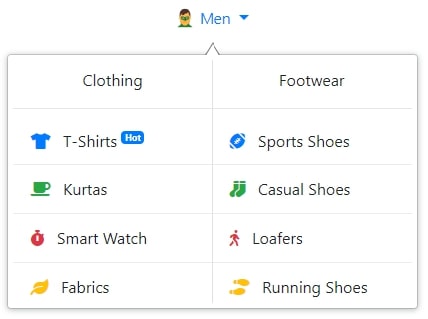 Men
Clothing
Footwear
T-Shirts Hot
Sports Shoes
Kurtas
Casual Shoes
Smart Watch
Loafers
Fabrics
Running Shoes